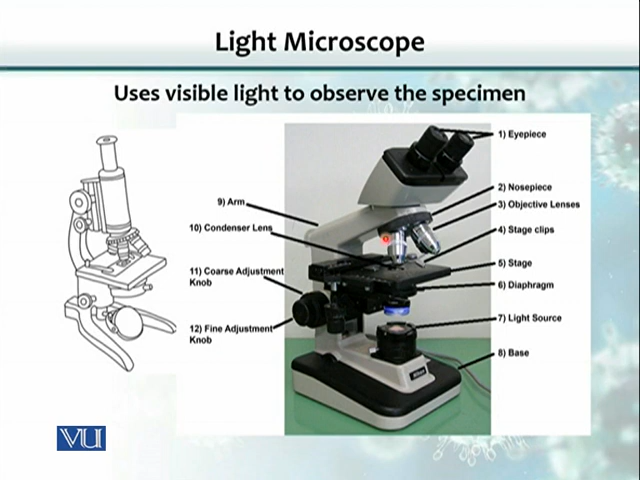 Light Microscope
Uses visible light to observe the specimen
1) Eyepiece
2) Nosepiece
3) Objective Lenses
4) Stage clips
5) Stage
6) Diaphragm
7) Light Source
8) Base
9) Arm
10) Condenser Lens
11) Coarse Adjustment
Knob
12) Fine Adjustment
Knob
VU